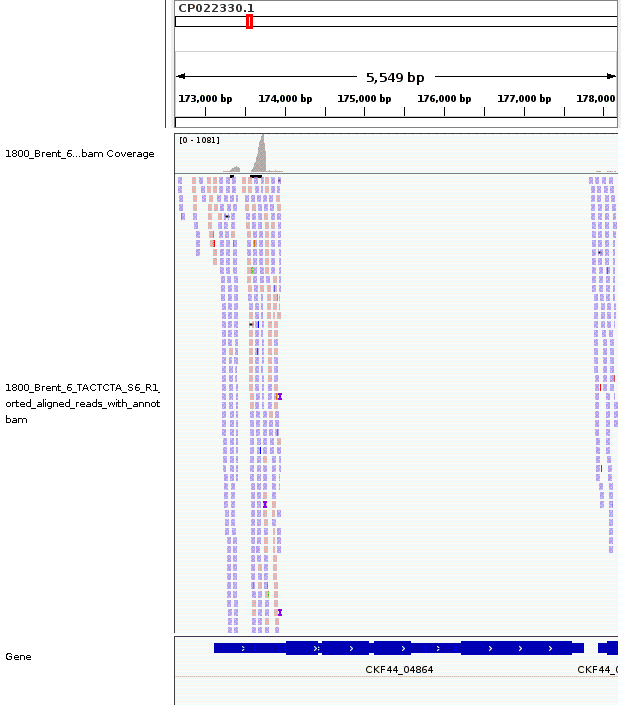 CP022330.1
5,549 bp
173,000 bp
174,000 bp
175,000 bp
176,000 bp
177,000 bp
178,000
[0 - 1081]
1800_Brent_6...bam Coverage
1800_Brent_6_TACTCTA_S6_R1_
orted_aligned_reads_with_annot
bam
Gene
CKF44_04864
CKF44_0